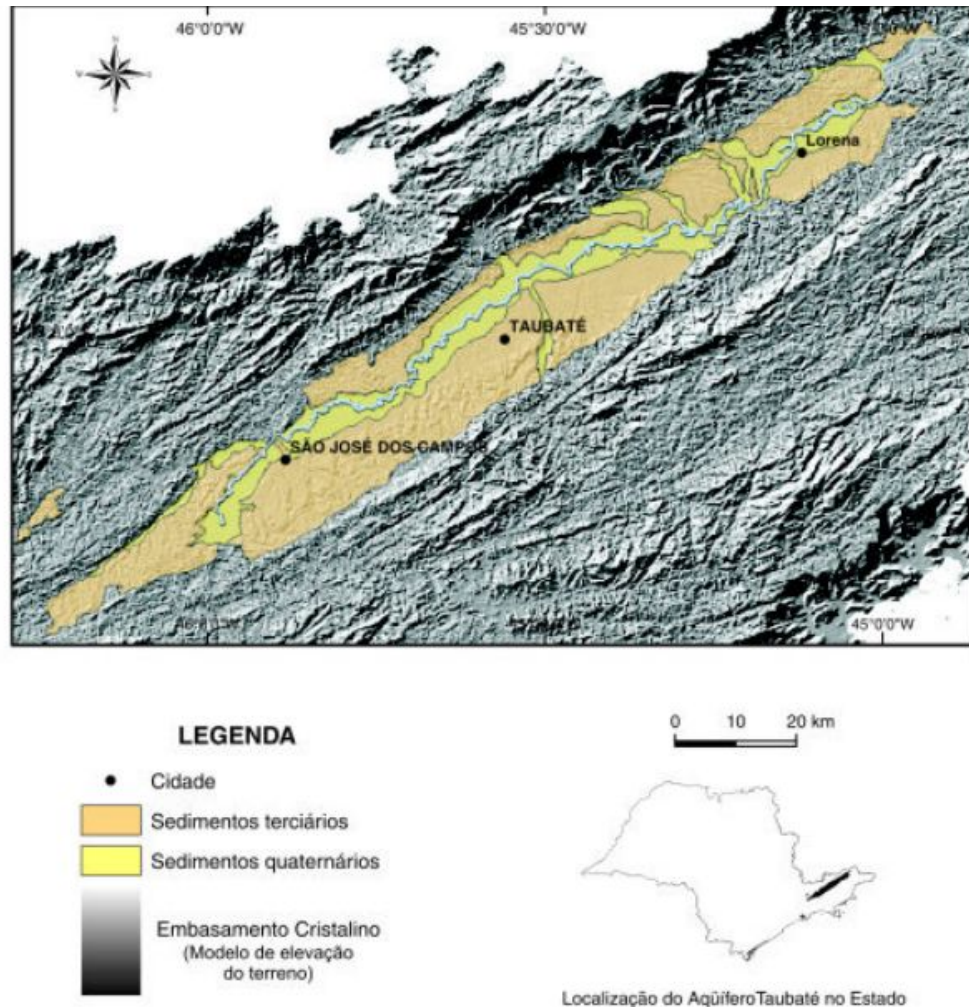 46°0'0"W
45°30'0"W
Lorena
TAUBATÉ
SÃO JOSÉ DOS CAMPOS
45°0'0"W
LEGENDA
Cidade
Sedimentos terciários
Sedimentos quaternários
Embasamento Cristalino
(Modelo de elevação
do terreno)
0 10 20 km
Localização do AqüíferoTaubaté no Estado